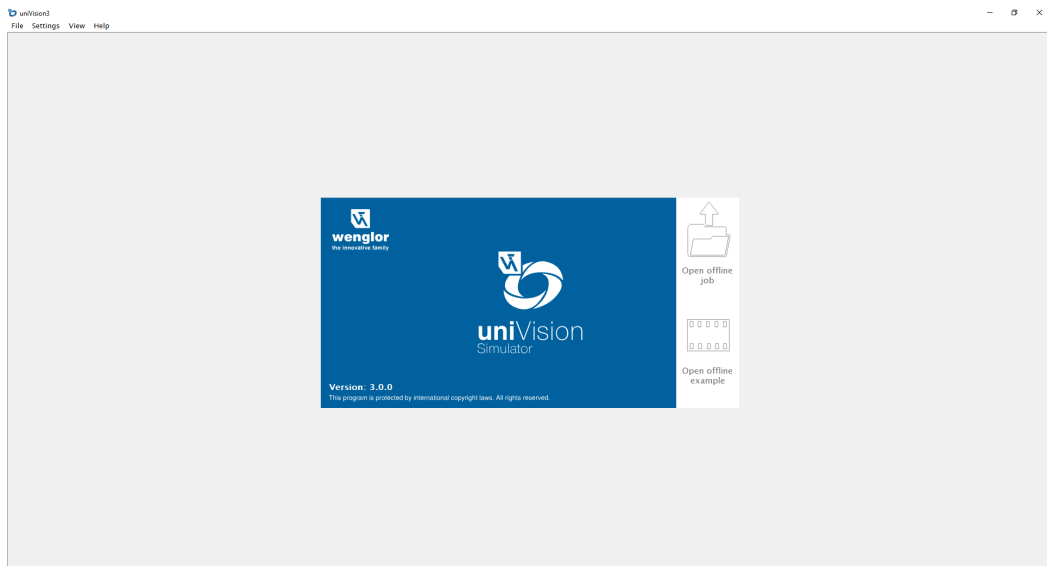 uniVision3
File Settings View Help
wenglor
the innovative family
uniVision
Simulator
Version: 3.0.0
This program is protected by international copyright laws. All rights reserved.
Open offline
job
Open offline
example